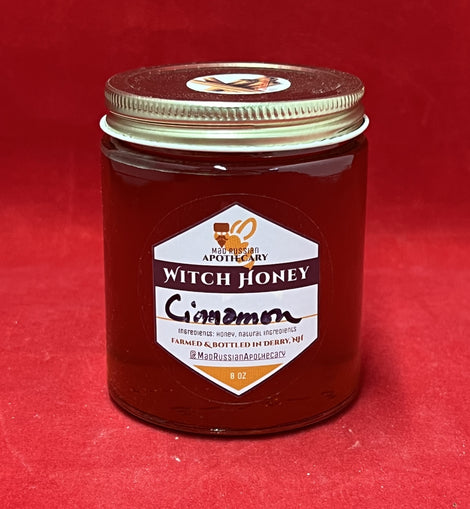 Mad Russian
Apothecary
Witch Honey
Cinnamon
Ingredients: Honey, natural ingredients
Farmed & Bottled in Derry, NH
@MadRussianApothecary
8 oz